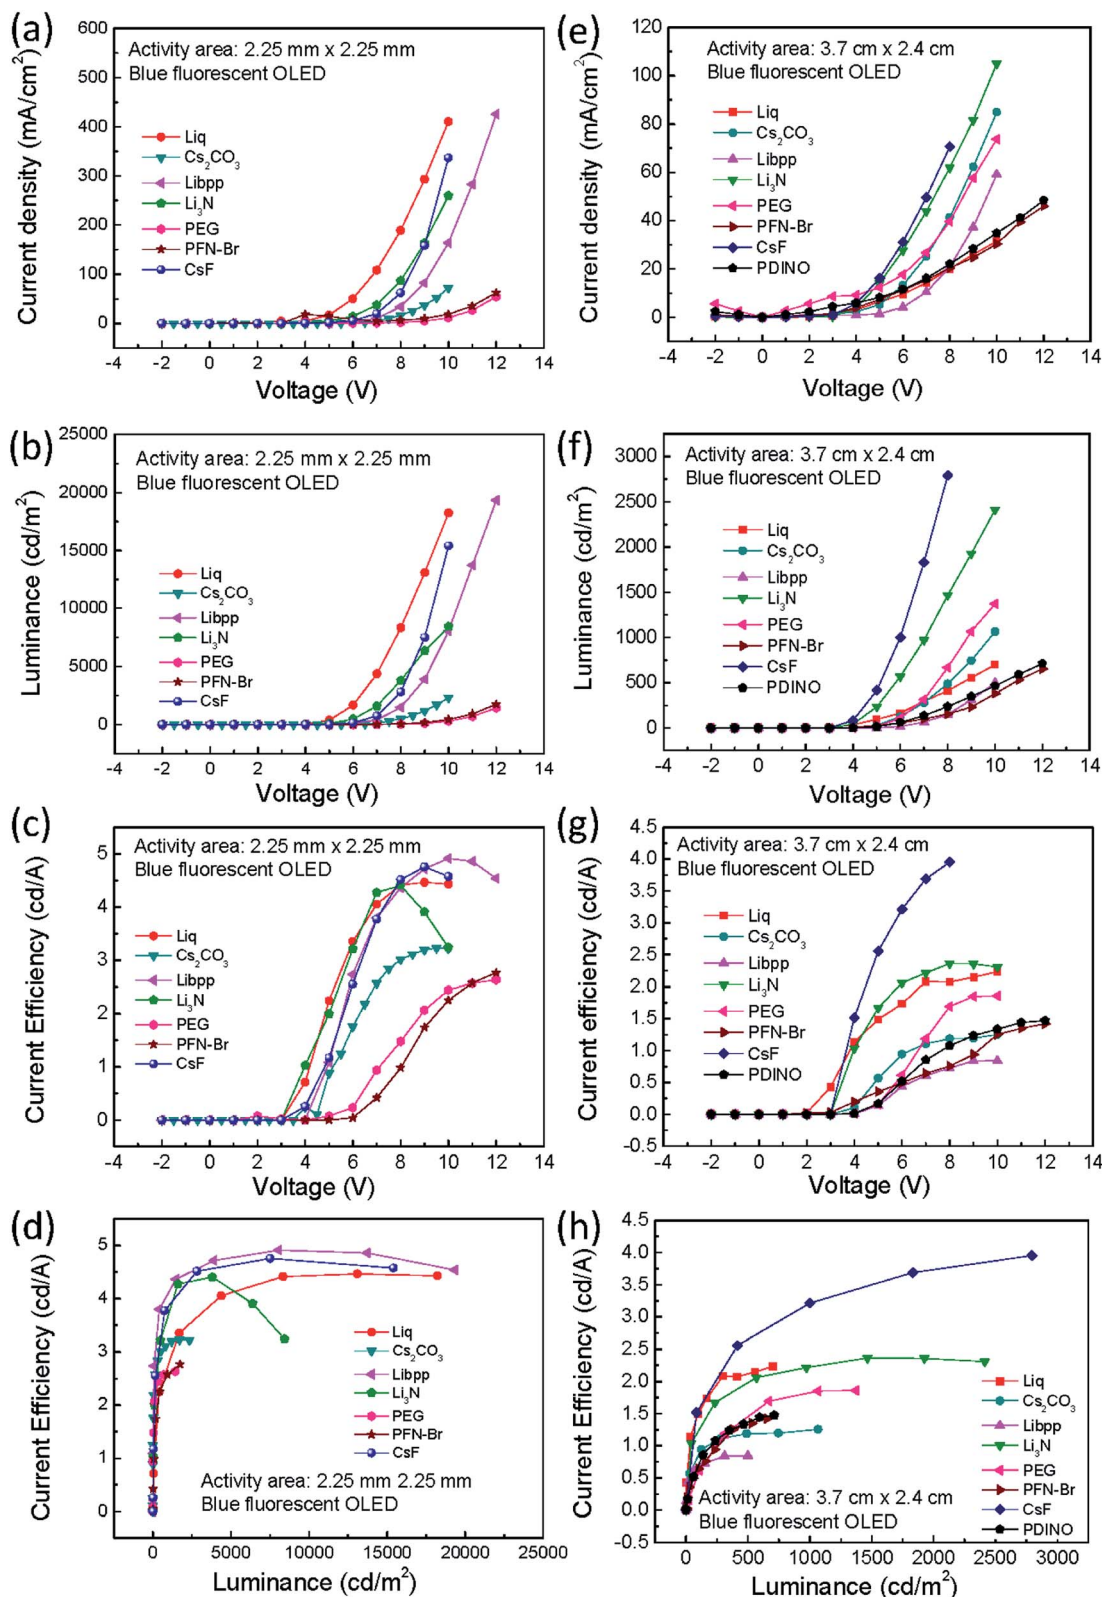 (a)
600
500
400
300
200
100
0
Current density (mA/cm²)
Activity area: 2.25 mm x 2.25 mm
Blue fluorescent OLED
Liq
Cs₂CO₃
Libpp
Li₃N
PEG
PFN-Br
CsF
-4 -2 0 2 4 6 8 10 12 14
Voltage (V)
(e)
120
100
80
60
40
20
0
Current density (mA/cm²)
Activity area: 3.7 cm x 2.4 cm
Blue fluorescent OLED
Liq
Cs₂CO₃
Libpp
Li₃N
PEG
PFN-Br
CsF
PDINO
-4 -2 0 2 4 6 8 10 12 14
Voltage (V)
(b)
25000
20000
15000
10000
5000
0
Luminance (cd/m²)
Activity area: 2.25 mm x 2.25 mm
Blue fluorescent OLED
Liq
Cs₂CO₃
Libpp
Li₃N
PEG
PFN-Br
CsF
-4 -2 0 2 4 6 8 10 12 14
Voltage (V)
(f)
3000
2500
2000
1500
1000
500
0
Luminance (cd/m²)
Activity area: 3.7 cm x 2.4 cm
Blue fluorescent OLED
Liq
Cs₂CO₃
Libpp
Li₃N
PEG
PFN-Br
CsF
PDINO
-4 -2 0 2 4 6 8 10 12 14
Voltage (V)
(c)
5
4
3
2
1
0
Current Efficiency (cd/A)
Activity area: 2.25 mm x 2.25 mm
Blue fluorescent OLED
Liq
Cs₂CO₃
Libpp
Li₃N
PEG
PFN-Br
CsF
-4 -2 0 2 4 6 8 10 12 14
Voltage (V)
(g)
4.5
4.0
3.5
3.0
2.5
2.0
1.5
1.0
0.5
0.0
-0.5
Current efficiency (cd/A)
Activity area: 3.7 cm x 2.4 cm
Blue fluorescent OLED
Liq
Cs₂CO₃
Libpp
Li₃N
PEG
PFN-Br
CsF
PDINO
-4 -2 0 2 4 6 8 10 12 14
Voltage (V)
(d)
5
4
3
2
1
0
Current Efficiency (cd/A)
Liq
Cs₂CO₃
Libpp
Li₃N
PEG
PFN-Br
CsF
Activity area: 2.25 mm 2.25 mm
Blue fluorescent OLED
0 5000 10000 15000 20000 25000
Luminance (cd/m²)
(h)
4.5
4.0
3.5
3.0
2.5
2.0
1.5
1.0
0.5
0.0
-0.5
Current Efficiency (cd/A)
Liq
Cs₂CO₃
Libpp
Li₃N
PEG
PFN-Br
CsF
PDINO
Activity area: 3.7 cm x 2.4 cm
Blue fluorescent OLED
0 500 1000 1500 2000 2500 3000
Luminance (cd/m²)